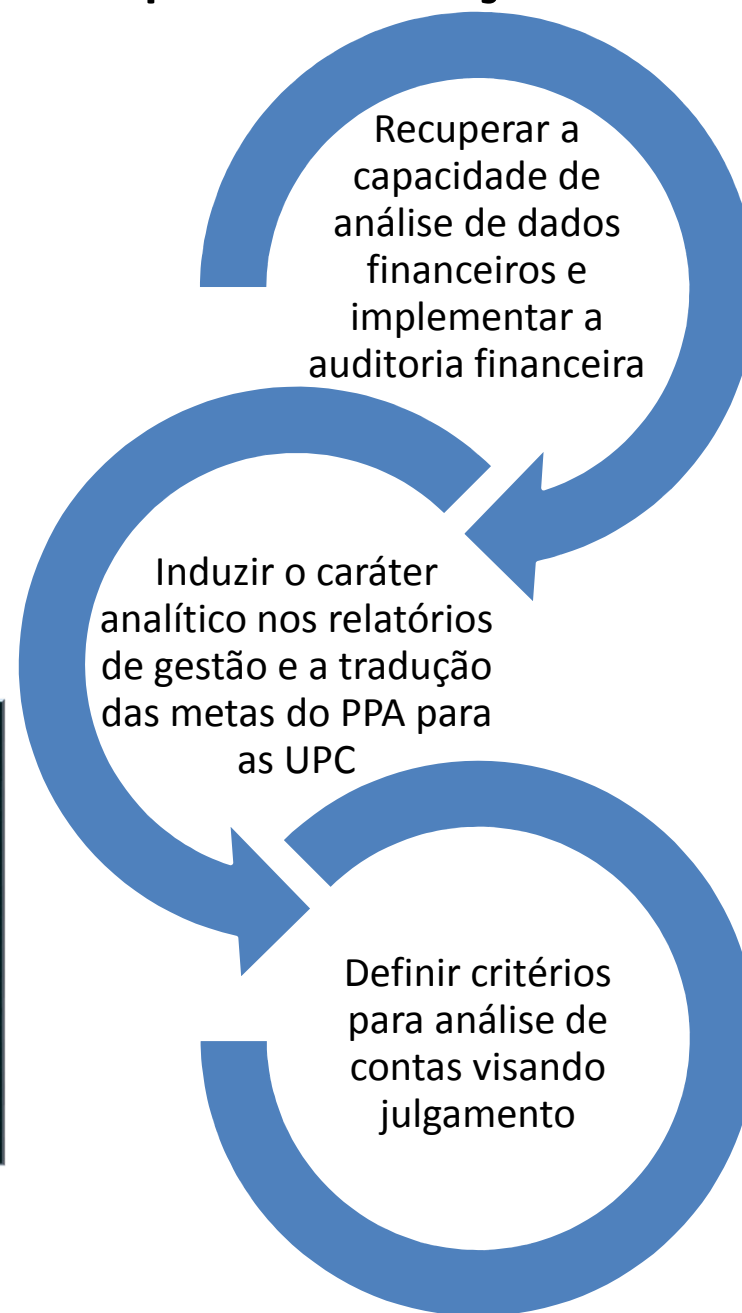 Recuperar a
capacidade de
análise de dados
financeiros e
implementar a
auditoria financeira
Induzir o caráter
analítico nos relatórios
de gestão e a tradução
das metas do PPA para
as UPC
Definir critérios
para análise de
contas visando
julgamento